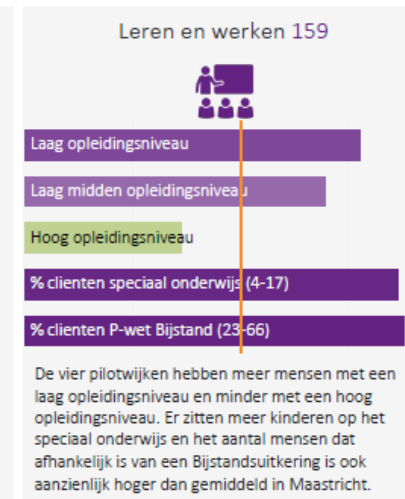 Leren en werken 159
Laag opleidingsniveau
Laag midden opleidingsniveau
Hoog opleidingsniveau
% clienten speciaal onderwijs (4-17)
% clienten P-wet Bijstand (23-66)
De vier pilotwijken hebben meer mensen met een
laag opleidingsniveau en minder met een hoog
opleidingsniveau. Er zitten meer kinderen op het
speciaal onderwijs en het aantal mensen dat
afhankelijk is van een Bijstandsuitkering is ook
aanzienlijk hoger dan gemiddeld in Maastricht.